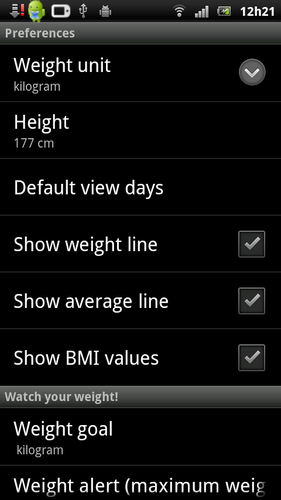 12h21
Preferences
Weight unit
kilogram
Height
177 cm
Default view days
Show weight line
Show average line
Show BMI values
Watch your weight!
Weight goal
kilogram
Weight alert (maximum weig